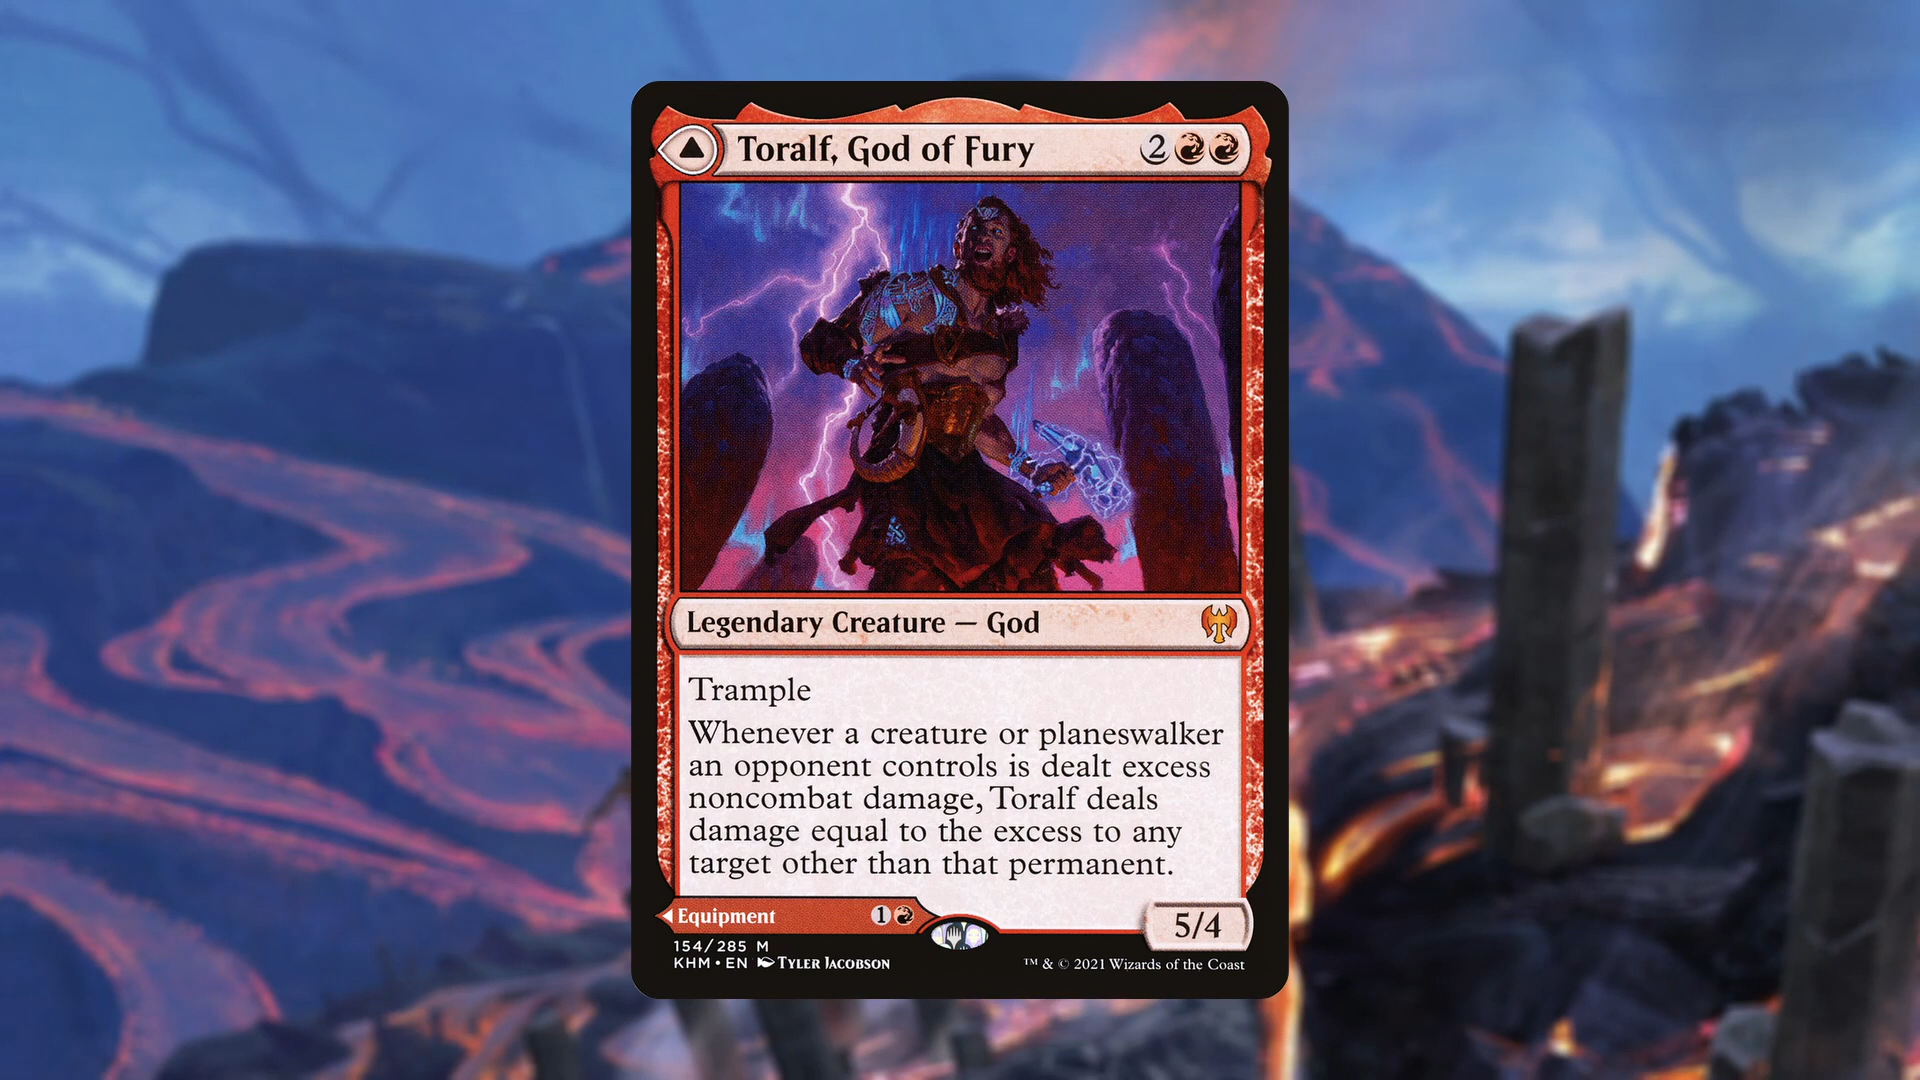 Toralf, God of Fury 2
Legendary Creature — God
Trample
Whenever a creature or planeswalker
an opponent controls is dealt excess
noncombat damage, Toralf deals
damage equal to the excess to any
target other than that permanent.
Equipment 1
5/4
154/285 M
KHM • EN Tyler Jacobson
™ & © 2021 Wizards of the Coast